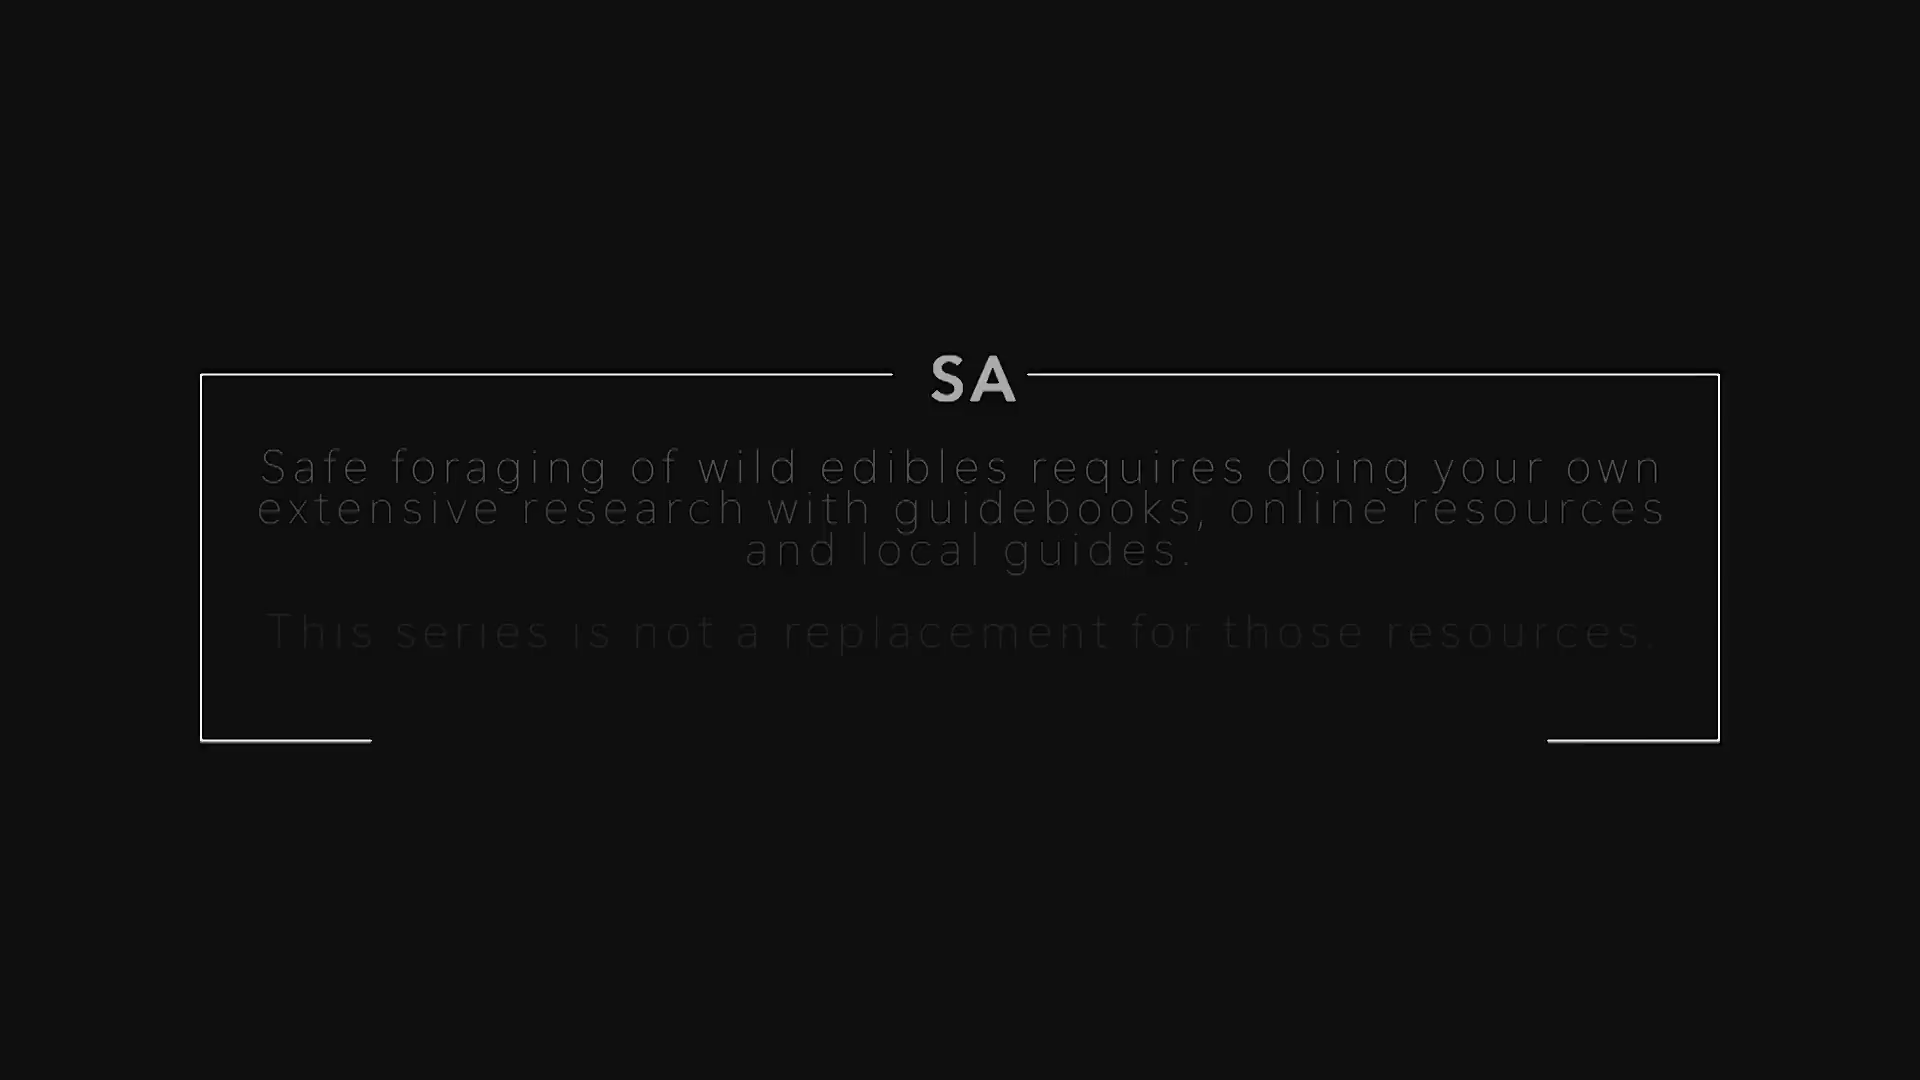 SA
Safe foraging of wild edibles requires doing your own
extensive research with guidebooks, online resources
and local guides.
This series is not a replacement for those resources.